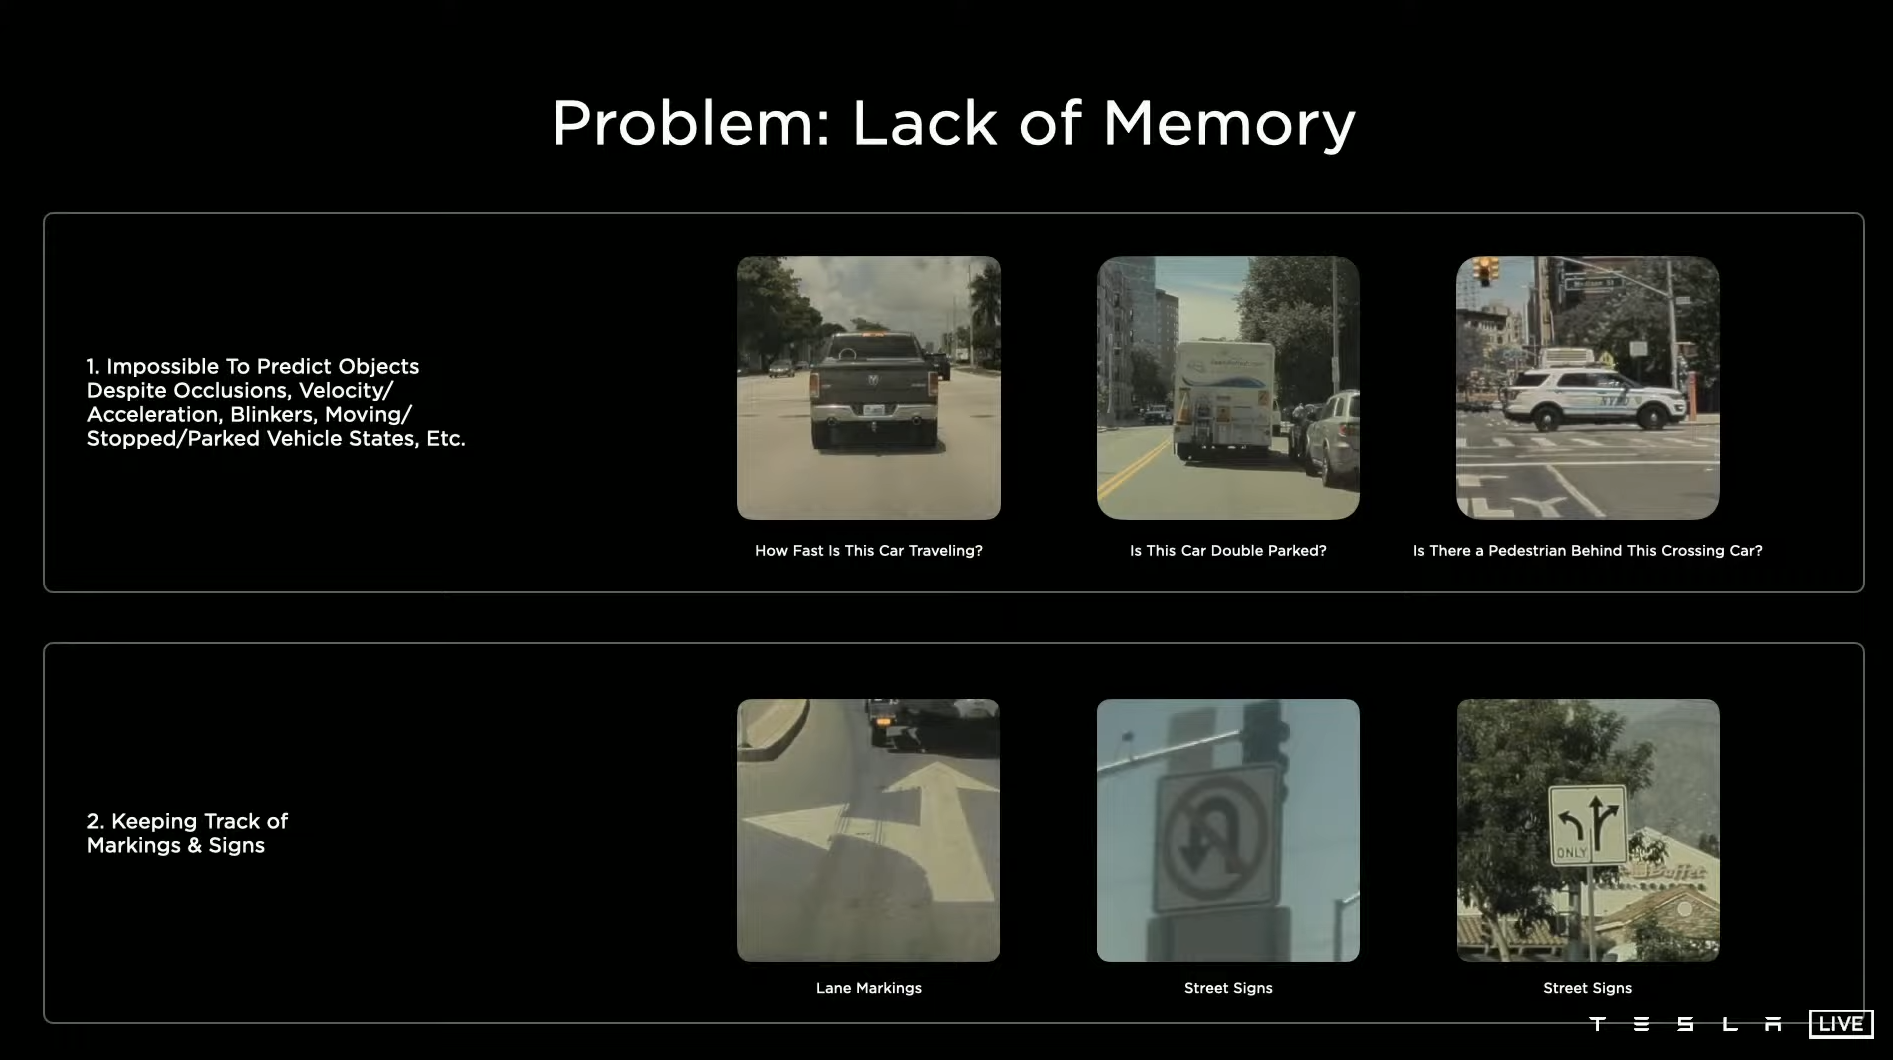 Problem: Lack of Memory
1. Impossible To Predict Objects
Despite Occlusions, Velocity/
Acceleration, Blinkers, Moving/
Stopped/Parked Vehicle States, Etc.
How Fast Is This Car Traveling?
Is This Car Double Parked?
Is There a Pedestrian Behind This Crossing Car?
2. Keeping Track of
Markings & Signs
ONLY
Buffet
Lane Markings
Street Signs
Street Signs
TESLA LIVE